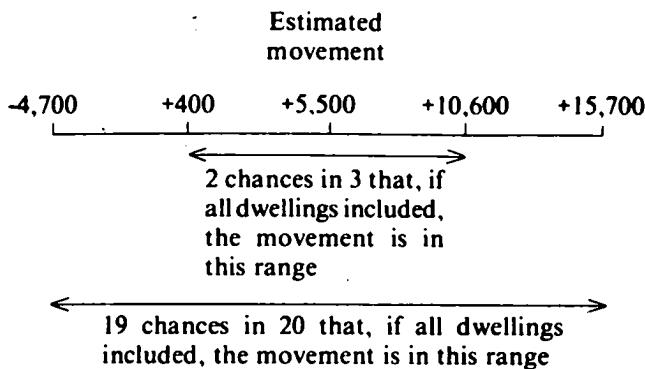 Estimated
movement
-4,700 +400 +5,500 +10,600 +15,700
2 chances in 3 that, if
all dwellings included,
the movement is in
this range
19 chances in 20 that, if all dwellings
included, the movement is in this range